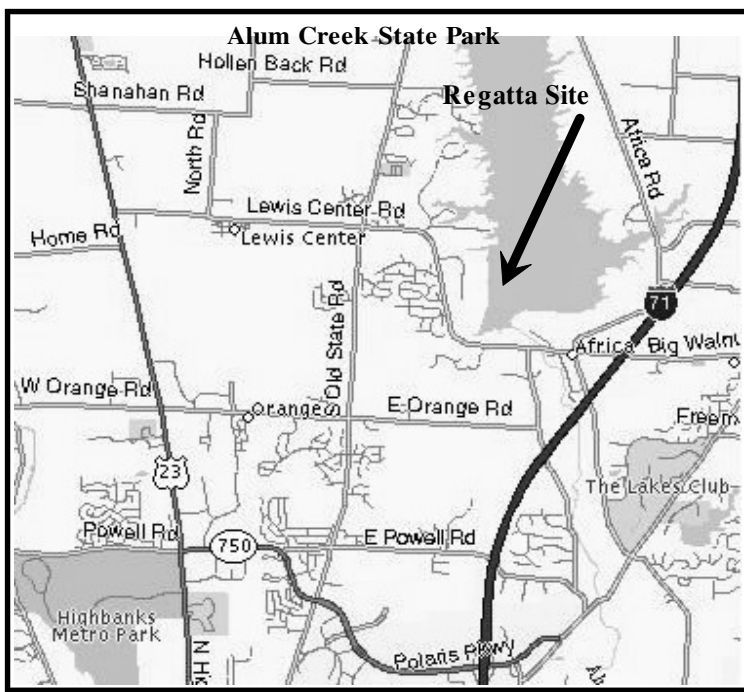 Alum Creek State Park
Hollen Back Rd
Shanahan Rd
Regatta Site
North Rd
Africa Rd
Lewis Center Rd
Home Rd
Lewis Center
71
S Old State Rd
Africa
Big Walnu
W Orange Rd
Orange
E Orange Rd
Freem
23
The Lakes Club
Powell Rd
750
E Powell Rd
Highbanks
Metro Park
N Hig
Polaris Pkwy